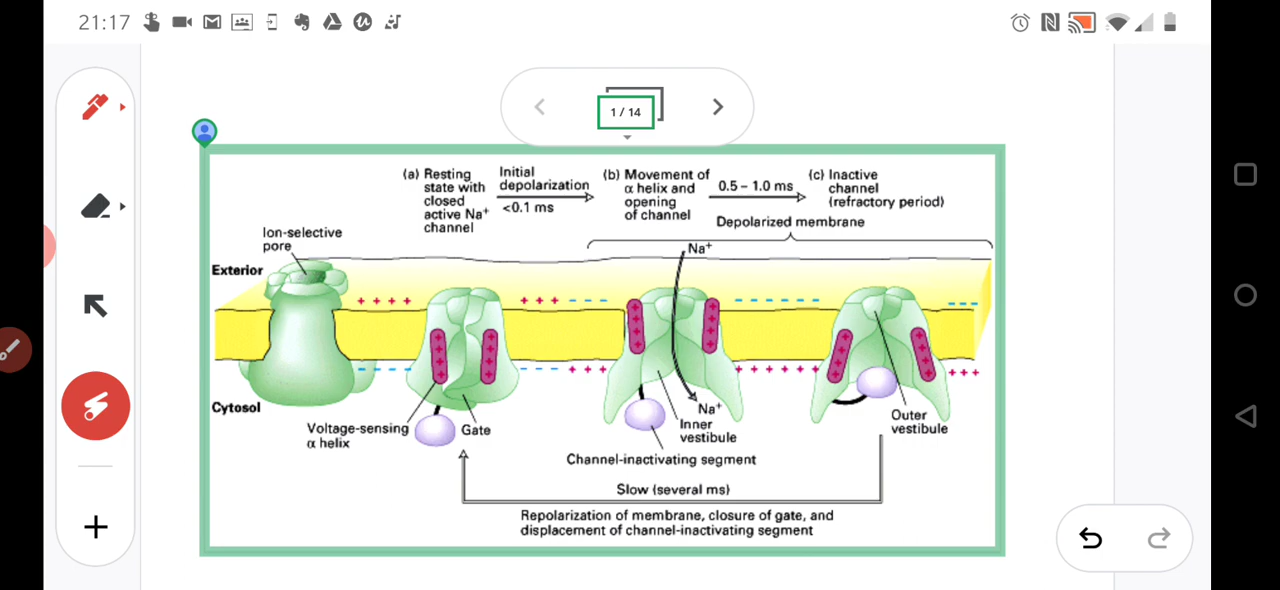 21:17
1 / 14
(a) Resting
state with
closed
active Na+
channel
Initial
depolarization
<0.1 ms
(b) Movement of
α helix and
opening
of channel
0.5 – 1.0 ms
(c) Inactive
channel
(refractory period)
Depolarized membrane
Ion-selective
pore
Na+
Exterior
+ + + +
+ + +
– – –
– – – – – – –
– – –
+ + + +
+ + + +
+ + + +
+ + + +
+ + + +
+ + + +
– – – –
– – –
+ + +
+ + + + + +
+ + +
Cytosol
Voltage-sensing
α helix
Gate
Na+
Inner
vestibule
Outer
vestibule
Channel-inactivating segment
Slow (several ms)
Repolarization of membrane, closure of gate, and
displacement of channel-inactivating segment